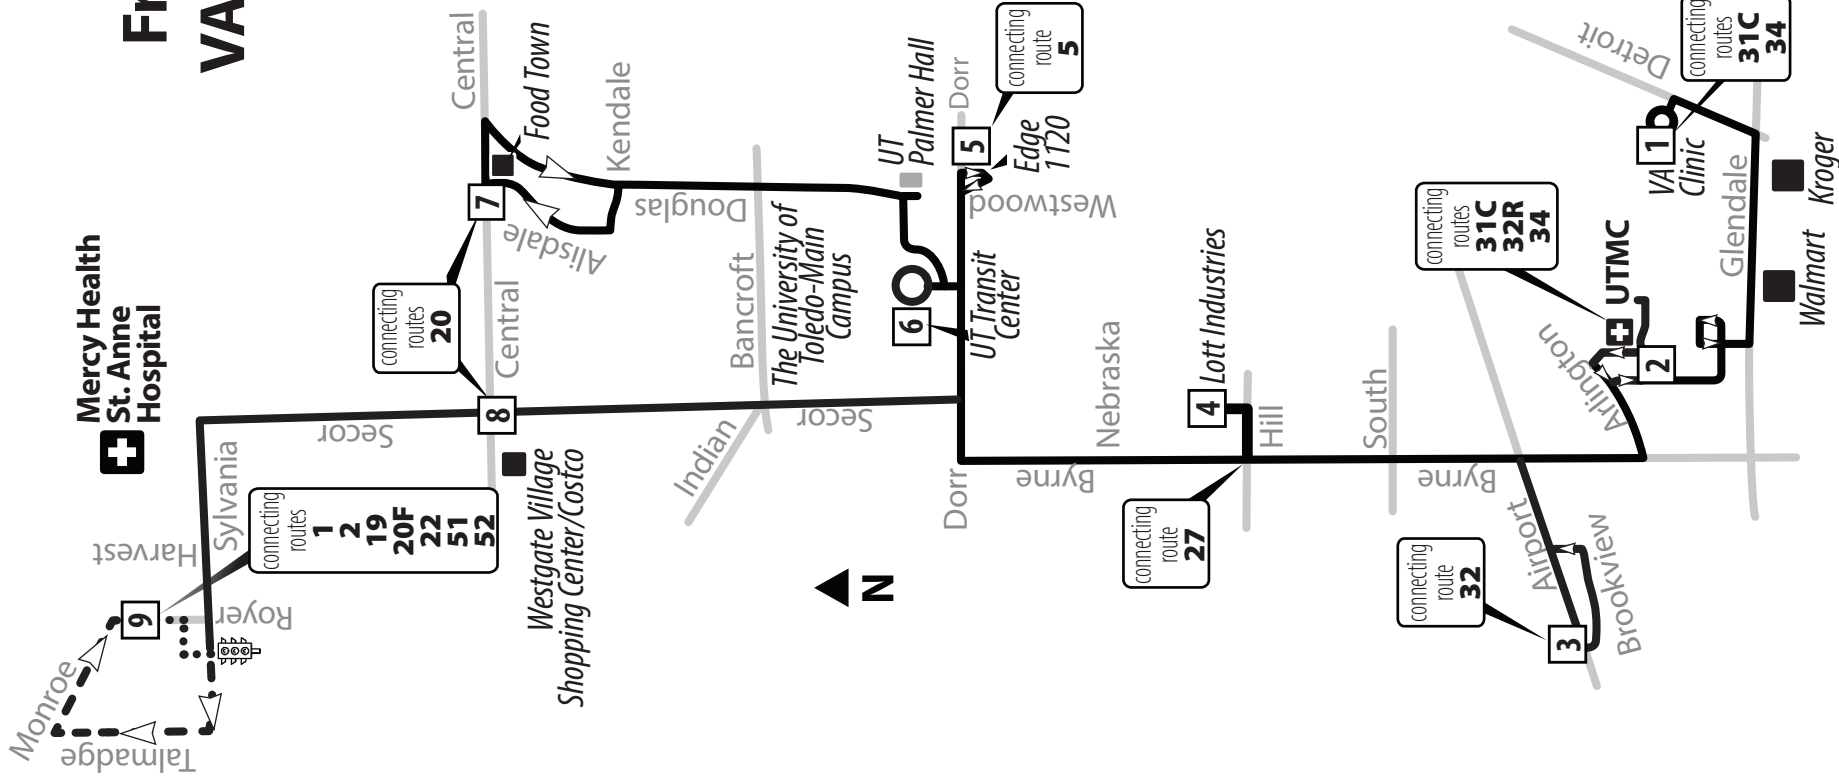 Fr
VA
Mercy Health
St. Anne
Hospital
Monroe
Talmadge
9
Royer
Harvest
Sylvania
connecting
routes
1
2
19
20F
22
51
52
Secor
8
Central
connecting
routes
20
7
Central
Food Town
Alisdale
Kendale
Douglas
Westgate Village
Shopping Center/Costco
Indian
Secor
Bancroft
The University of
Toledo-Main
Campus
UT
Palmer Hall
6
UT Transit
Center
Dorr
Dorr
5
connecting
route
5
Edge
1120
Westwood
N
Byrne
Nebraska
4
Lott Industries
Hill
connecting
route
27
South
Byrne
connecting
route
32
3
Airport
Brookview
Arlington
connecting
routes
31C
32R
34
UTMC
2
Glendale
Walmart
Kroger
VA
Clinic
1
Detroit
connecting
routes
31C
34